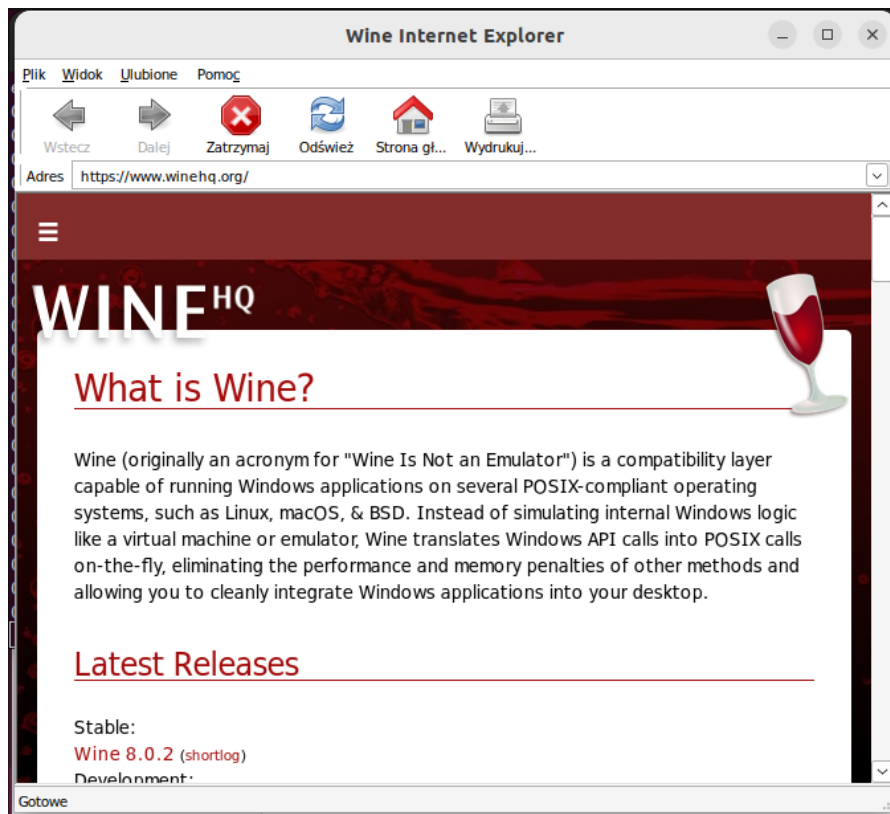 Wine Internet Explorer
Plik Widok Ulubione Pomoc
Wstecz Dalej Zatrzymaj Odśwież Strona gł... Wydrukuj...
Adres https://www.winehq.org/
WINEHQ
What is Wine?
Wine (originally an acronym for "Wine Is Not an Emulator") is a compatibility layer
capable of running Windows applications on several POSIX-compliant operating
systems, such as Linux, macOS, & BSD. Instead of simulating internal Windows logic
like a virtual machine or emulator, Wine translates Windows API calls into POSIX calls
on-the-fly, eliminating the performance and memory penalties of other methods and
allowing you to cleanly integrate Windows applications into your desktop.
Latest Releases
Stable:
Wine 8.0.2 (shortlog)
Development:
Gotowe